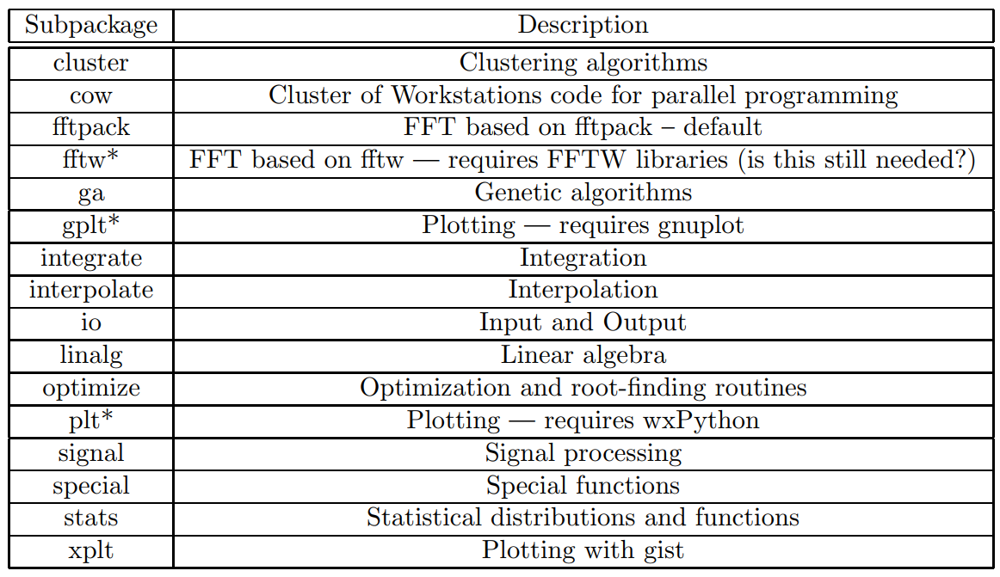 Subpackage Description
cluster Clustering algorithms
cow Cluster of Workstations code for parallel programming
fftpack FFT based on fftpack – default
fftw* FFT based on fftw — requires FFTW libraries (is this still needed?)
ga Genetic algorithms
gplt* Plotting — requires gnuplot
integrate Integration
interpolate Interpolation
io Input and Output
linalg Linear algebra
optimize Optimization and root-finding routines
plt* Plotting — requires wxPython
signal Signal processing
special Special functions
stats Statistical distributions and functions
xplt Plotting with gist